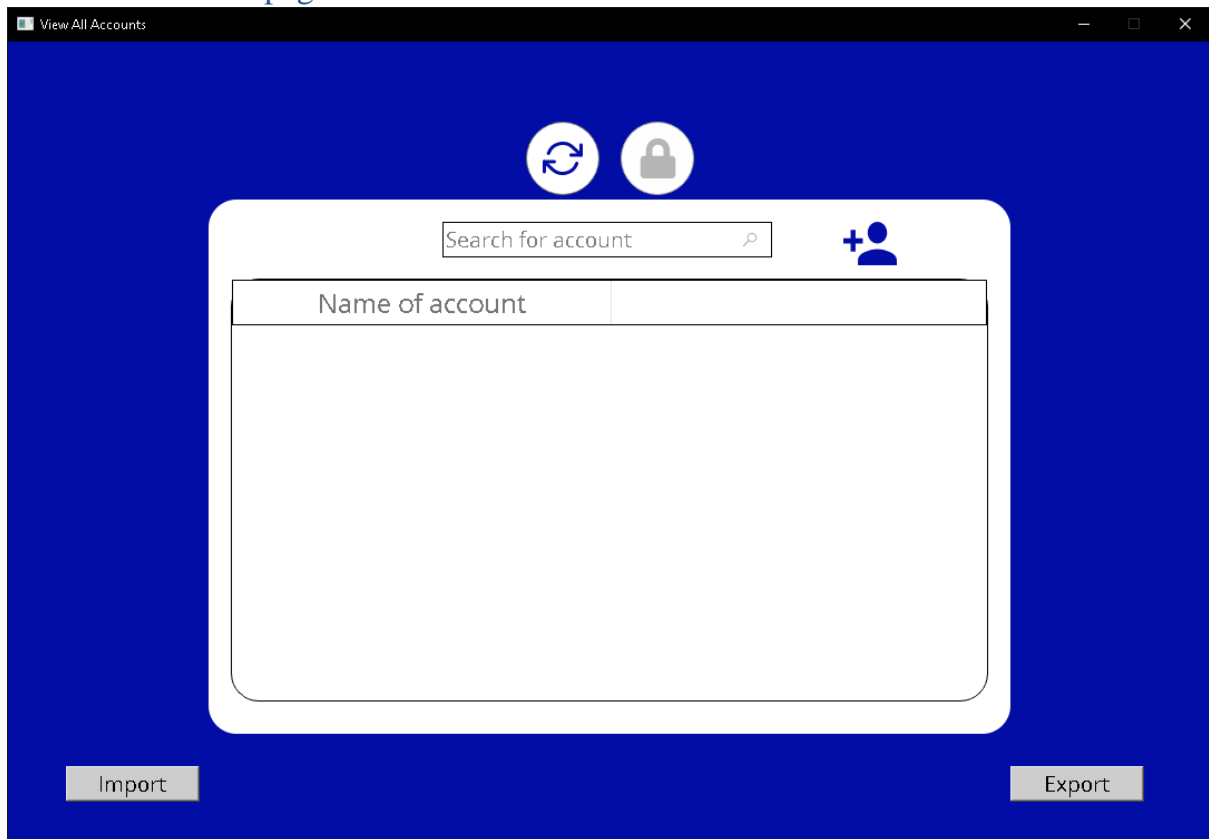 View All Accounts
Search for account
Name of account
Import
Export